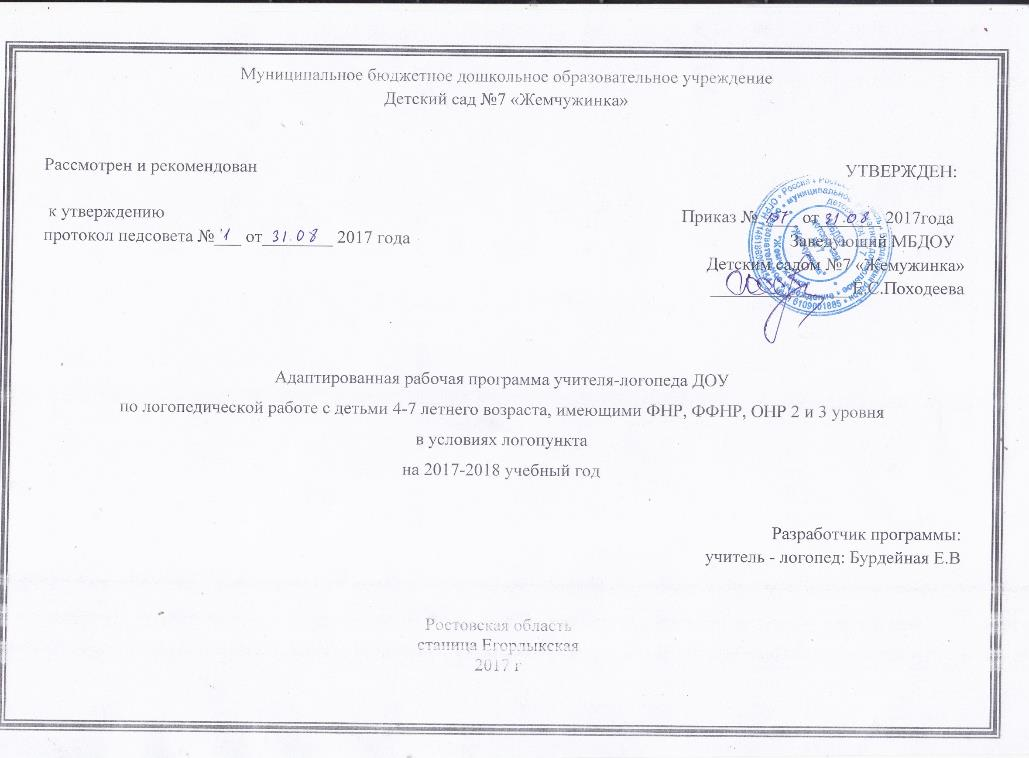 Муниципальное бюджетное дошкольное образовательное учреждение
Детский сад №7 «Жемчужинка»
Рассмотрен и рекомендован
УТВЕРЖДЕН:
к утверждению
Приказ № от 31.08 2017года
протокол педсовета № 1 от 31.08 2017 года
Заведующий МБДОУ
Детским садом №7 «Жемужинка»
Е.С.Походеева
Адаптированная рабочая программа учителя-логопеда ДОУ
по логопедической работе с детьми 4-7 летнего возраста, имеющими ФНР, ФФНР, ОНР 2 и 3 уровня
в условиях логопункта
на 2017-2018 учебный год
Разработчик программы:
учитель - логопед: Бурдейная Е.В
Ростовская область
станица Егорлыкская
2017 г